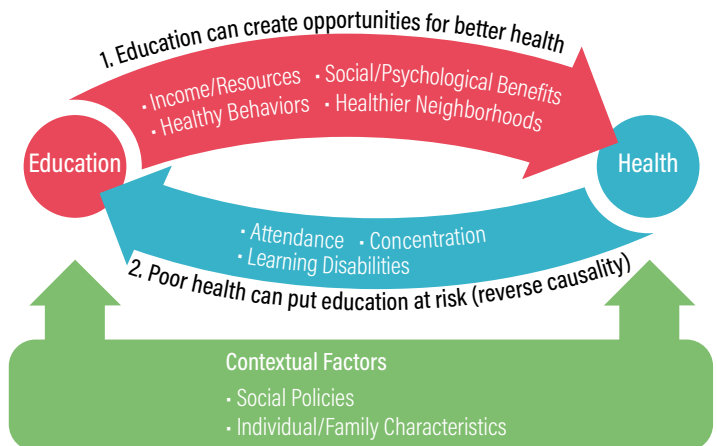 1. Education can create opportunities for better health
· Income/Resources · Social/Psychological Benefits
· Healthy Behaviors · Healthier Neighborhoods
Education
Health
· Attendance · Concentration
· Learning Disabilities
2. Poor health can put education at risk (reverse causality)
Contextual Factors
· Social Policies
· Individual/Family Characteristics